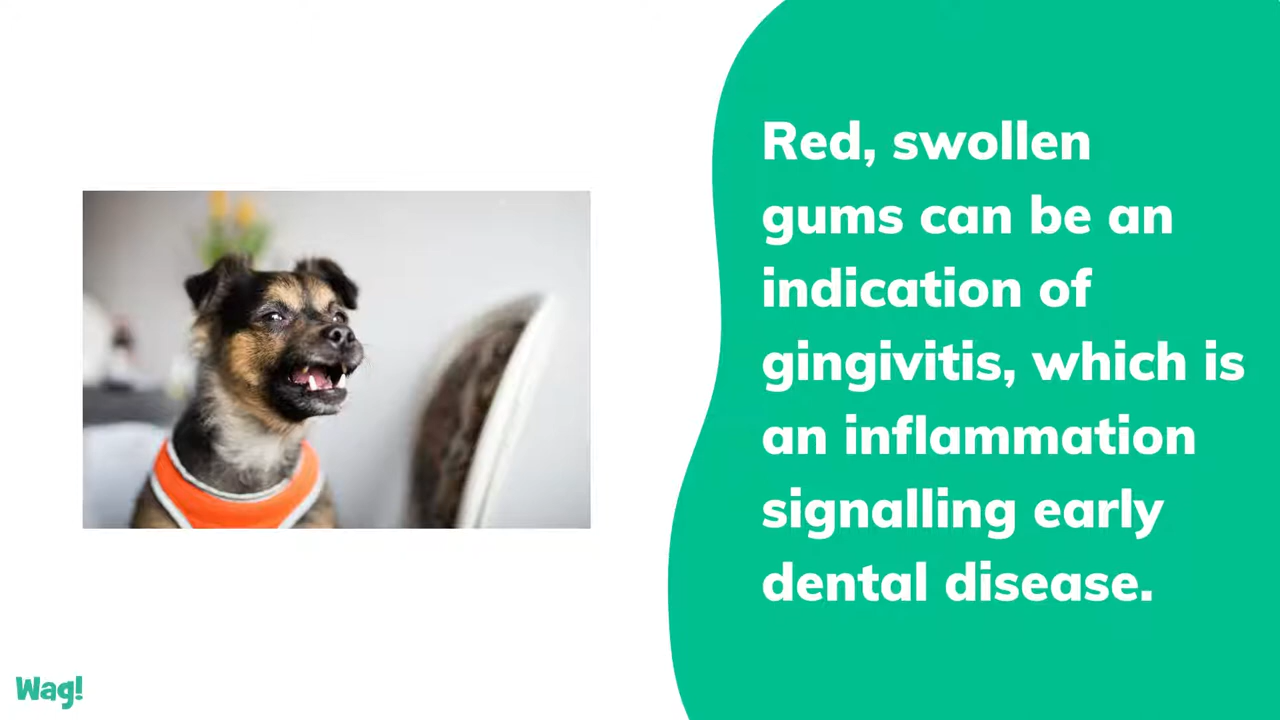 Red, swollen
gums can be an
indication of
gingivitis, which is
an inflammation
signalling early
dental disease.
Wag!